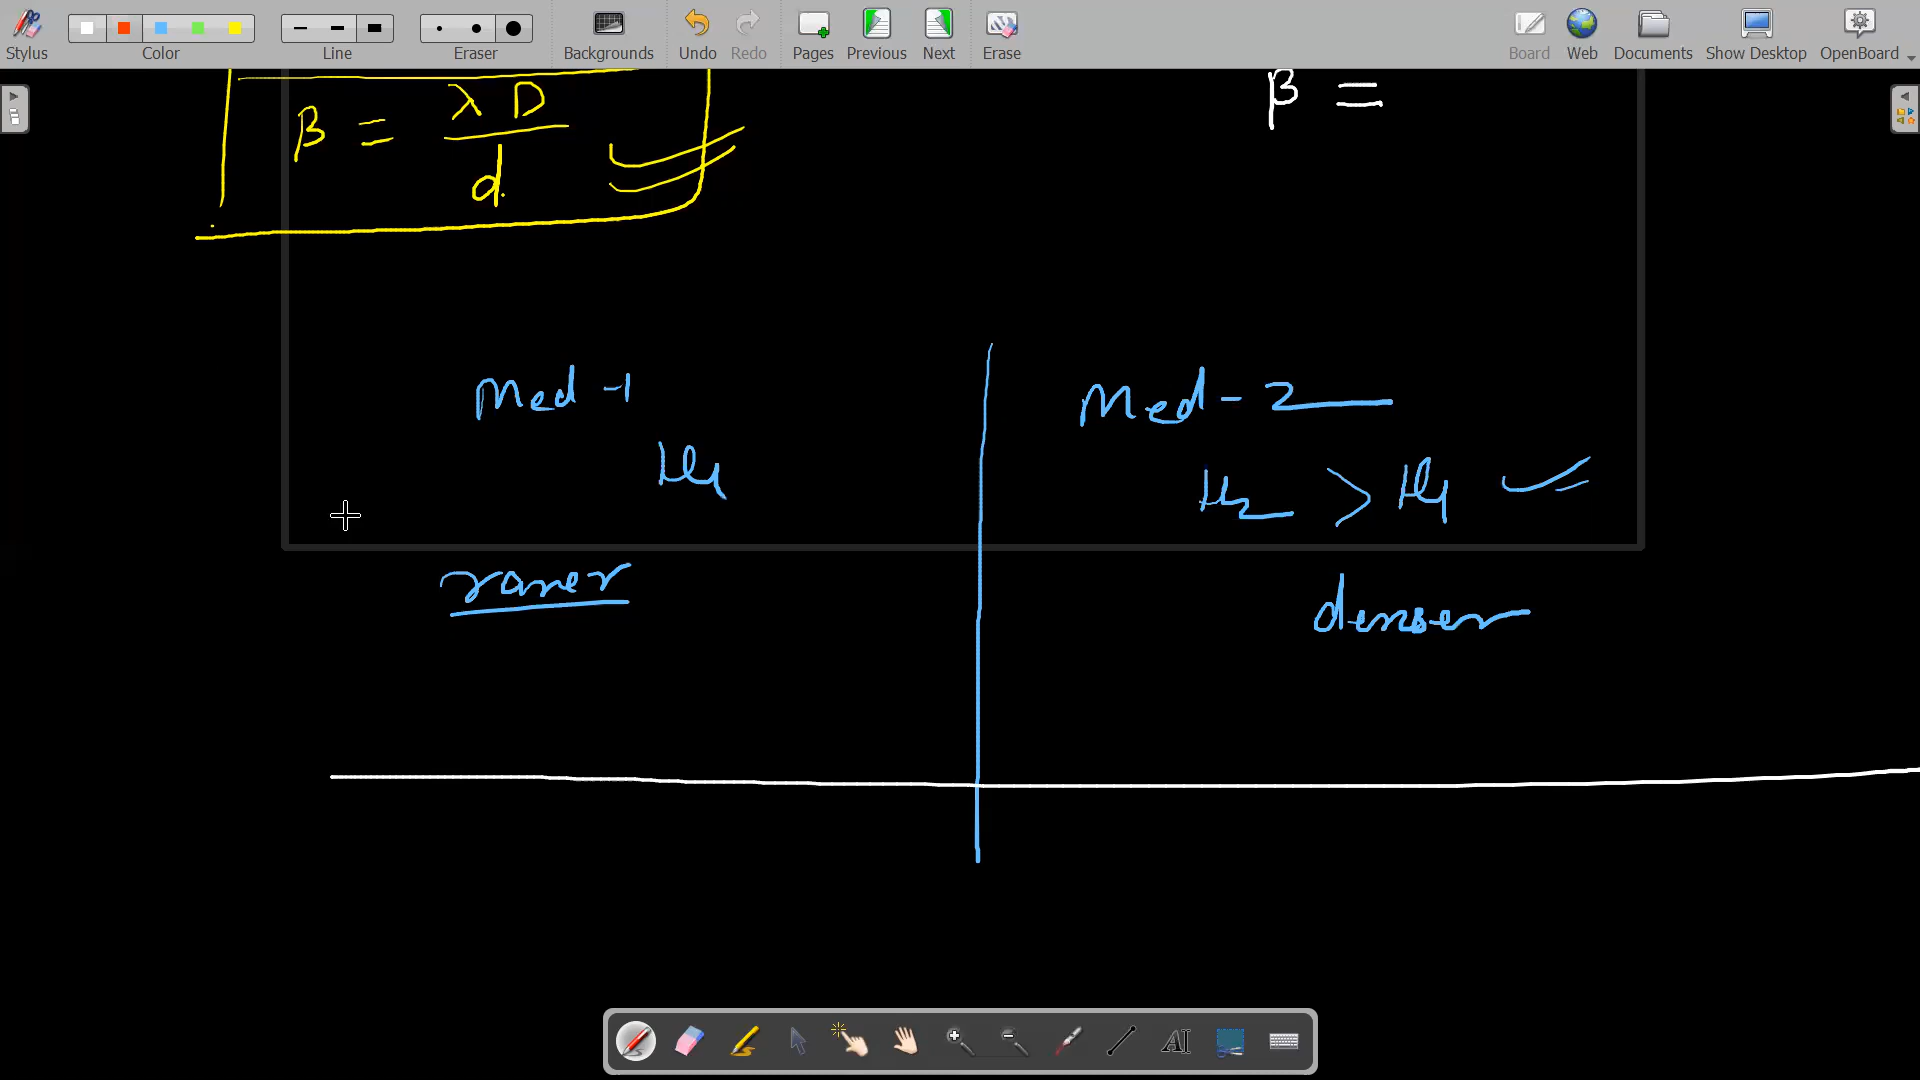 Stylus Color Line Eraser Backgrounds Undo Redo Pages Previous Next Erase Board Web Documents Show Desktop OpenBoard
β = λ D / d
β =
Med - 1
Med - 2
μ1
μ2 > μ1
rarer
denser